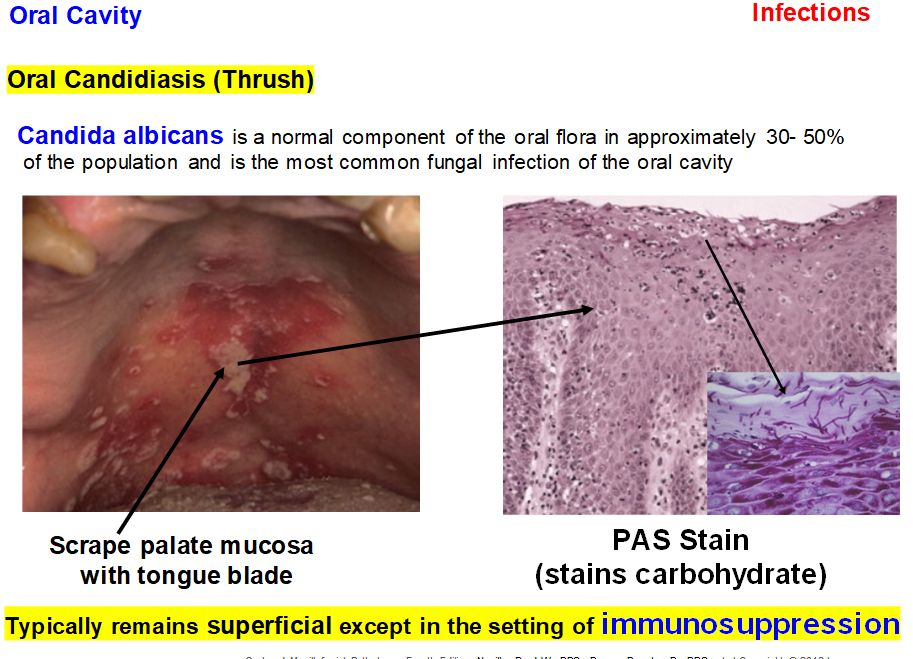 Oral Cavity
Infections
Oral Candidiasis (Thrush)
Candida albicans is a normal component of the oral flora in approximately 30- 50%
of the population and is the most common fungal infection of the oral cavity
Scrape palate mucosa
with tongue blade
PAS Stain
(stains carbohydrate)
Typically remains superficial except in the setting of immunosuppression